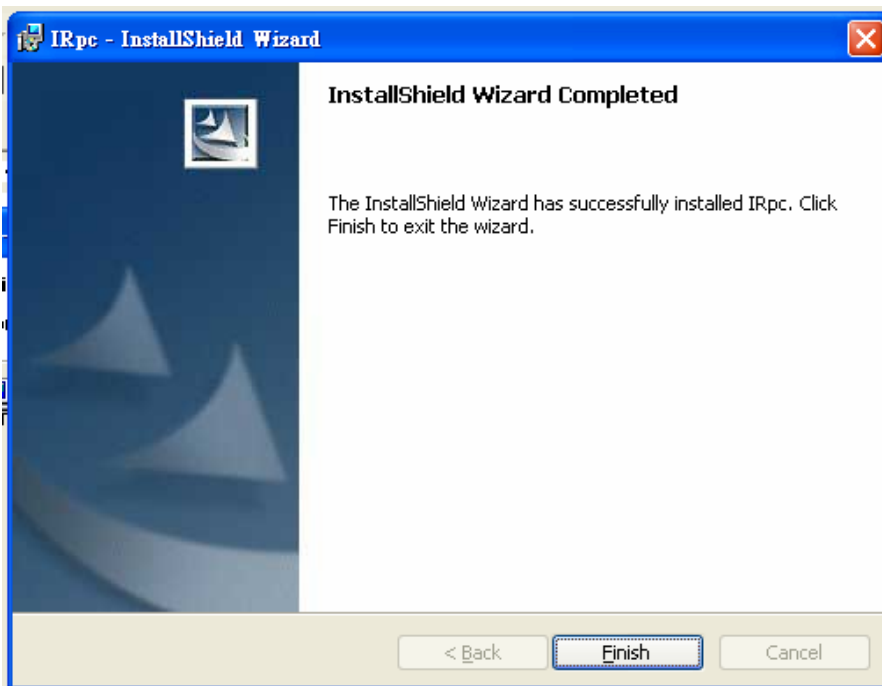 IRpc - InstallShield Wizard
InstallShield Wizard Completed
The InstallShield Wizard has successfully installed IRpc. Click
Finish to exit the wizard.
< Back
Finish
Cancel